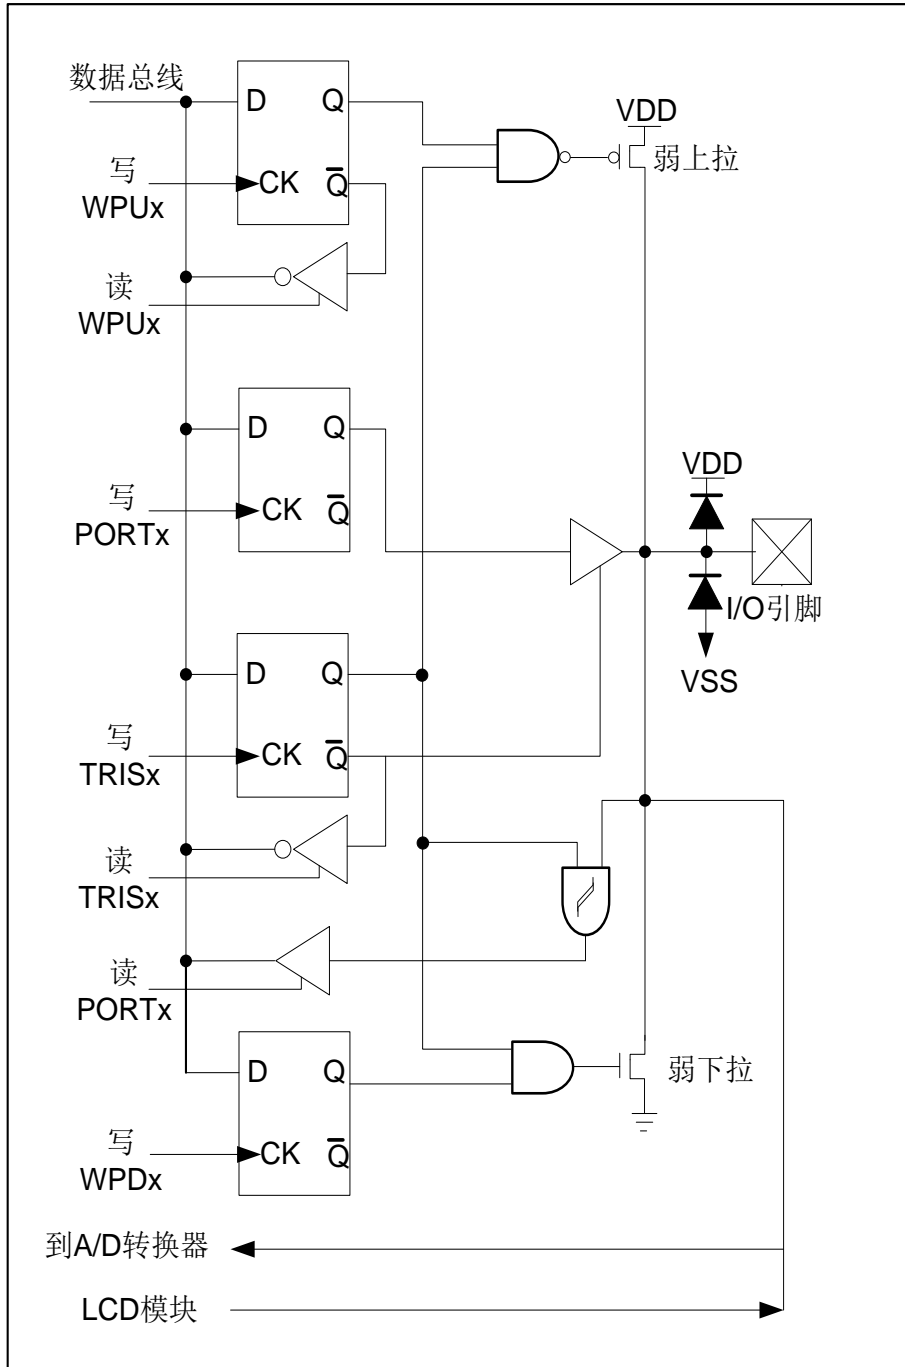 数据总线
D Q
写 CK Q̅
WPUx
读
WPUx
VDD
弱上拉
D Q
写 CK Q̅
PORTx
VDD
I/O引脚
VSS
D Q
写 CK Q̅
TRISx
读
TRISx
读
PORTx
D Q
弱下拉
写 CK Q̅
WPDx
到A/D转换器
LCD模块